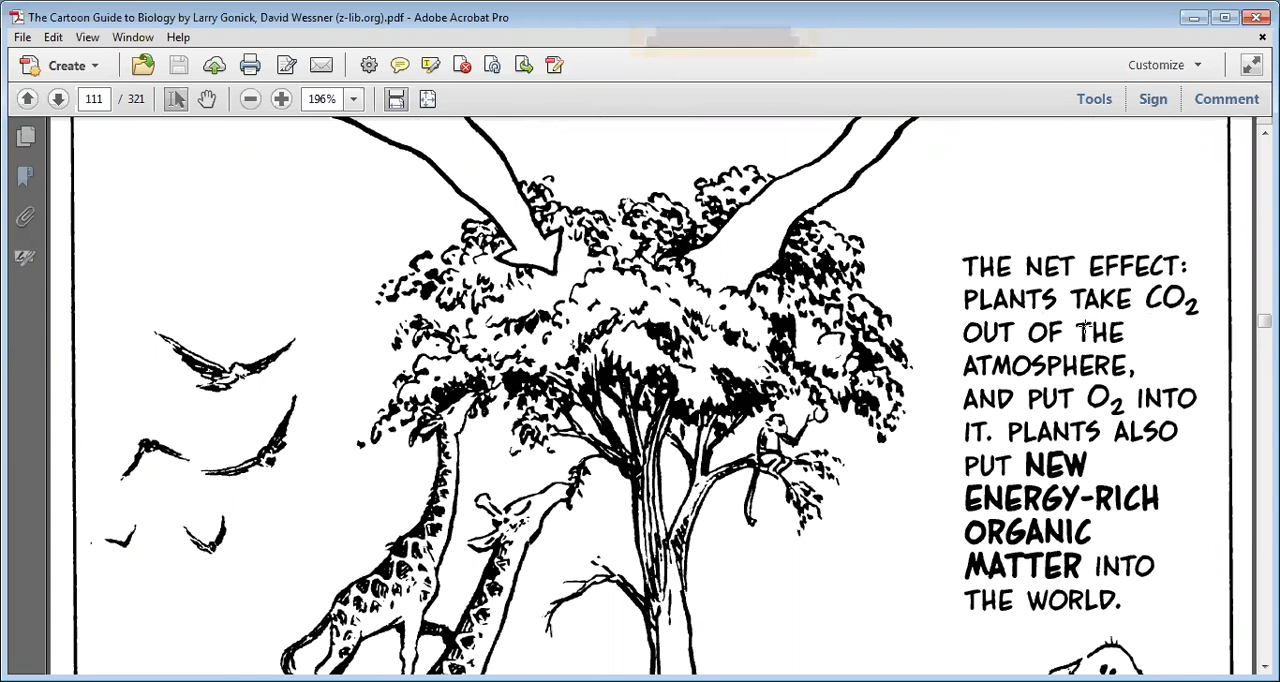 The Cartoon Guide to Biology by Larry Gonick, David Wessner (z-lib.org).pdf - Adobe Acrobat Pro
File Edit View Window Help
Create Customize
111 / 321 196% Tools Sign Comment
THE NET EFFECT:
PLANTS TAKE CO2
OUT OF THE
ATMOSPHERE,
AND PUT O2 INTO
IT. PLANTS ALSO
PUT NEW
ENERGY-RICH
ORGANIC
MATTER INTO
THE WORLD.